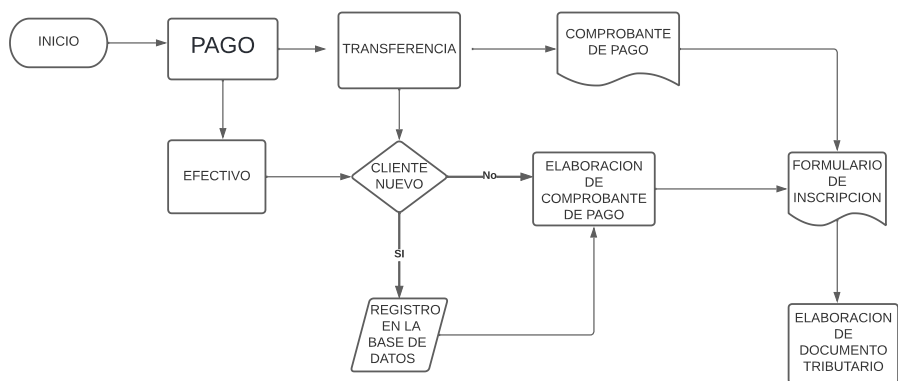 INICIO
PAGO
TRANSFERENCIA
COMPROBANTE
DE PAGO
EFECTIVO
CLIENTE
NUEVO
No
ELABORACION
DE
COMPROBANTE
DE PAGO
FORMULARIO
DE
INSCRIPCION
SI
REGISTRO
EN LA
BASE DE
DATOS
ELABORACION
DE
DOCUMENTO
TRIBUTARIO